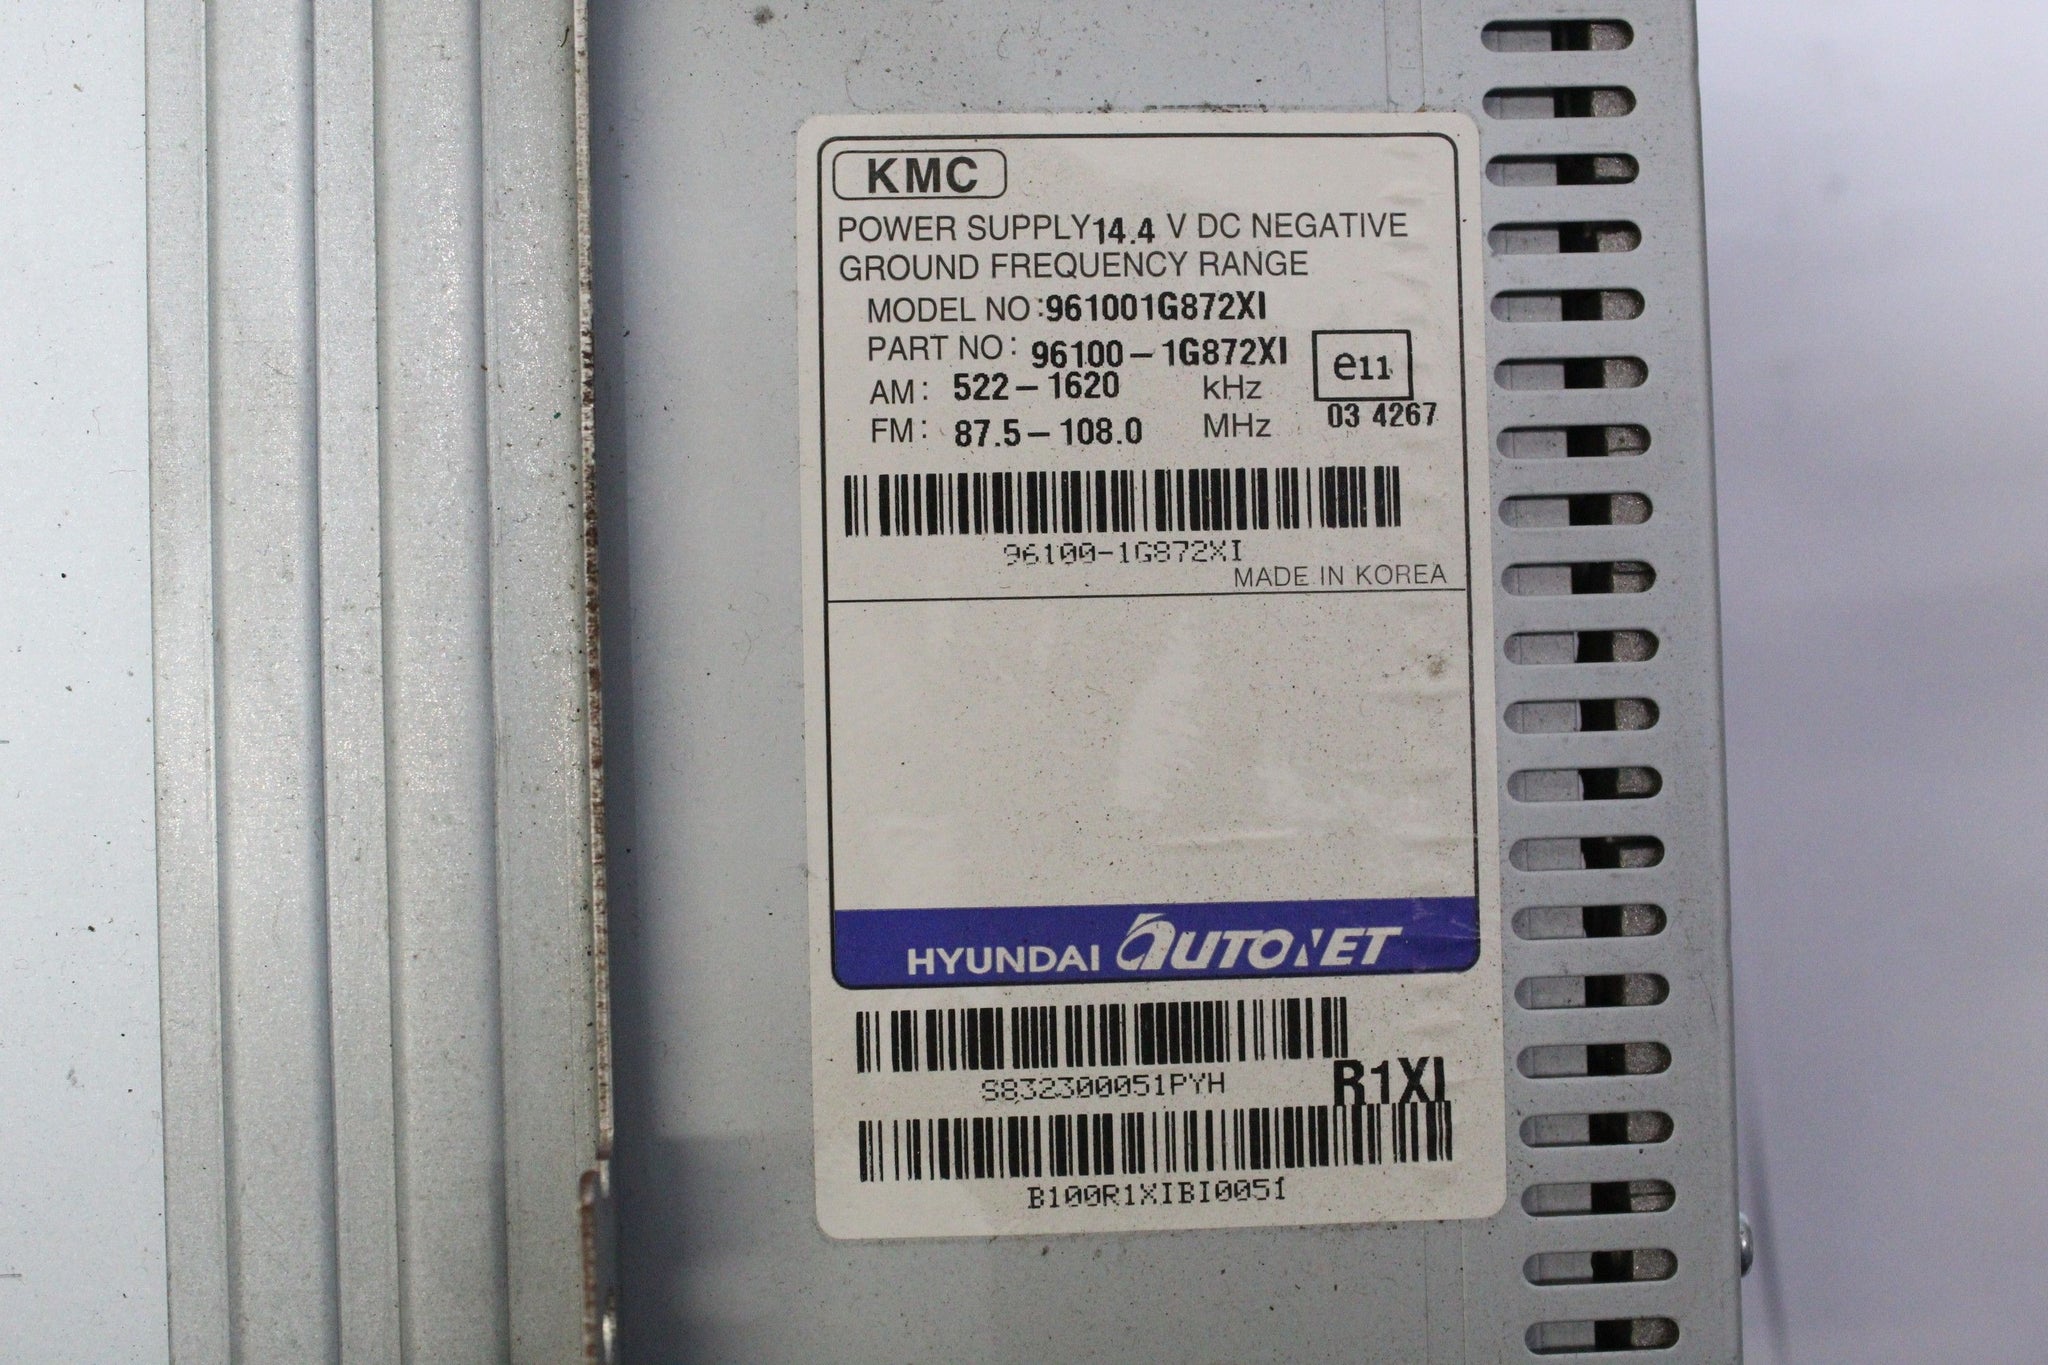 KMC
POWER SUPPLY 14.4 V DC NEGATIVE
GROUND FREQUENCY RANGE
MODEL NO:961001G872XI
PART NO: 96100-1G872XI
e11
AM: 522-1620 kHz
03 4267
FM: 87.5-108.0 MHz
96100-1G872XI
MADE IN KOREA
HYUNDAI AUTONET
S832300051PYH
R1XI
B100R1XIBI0051